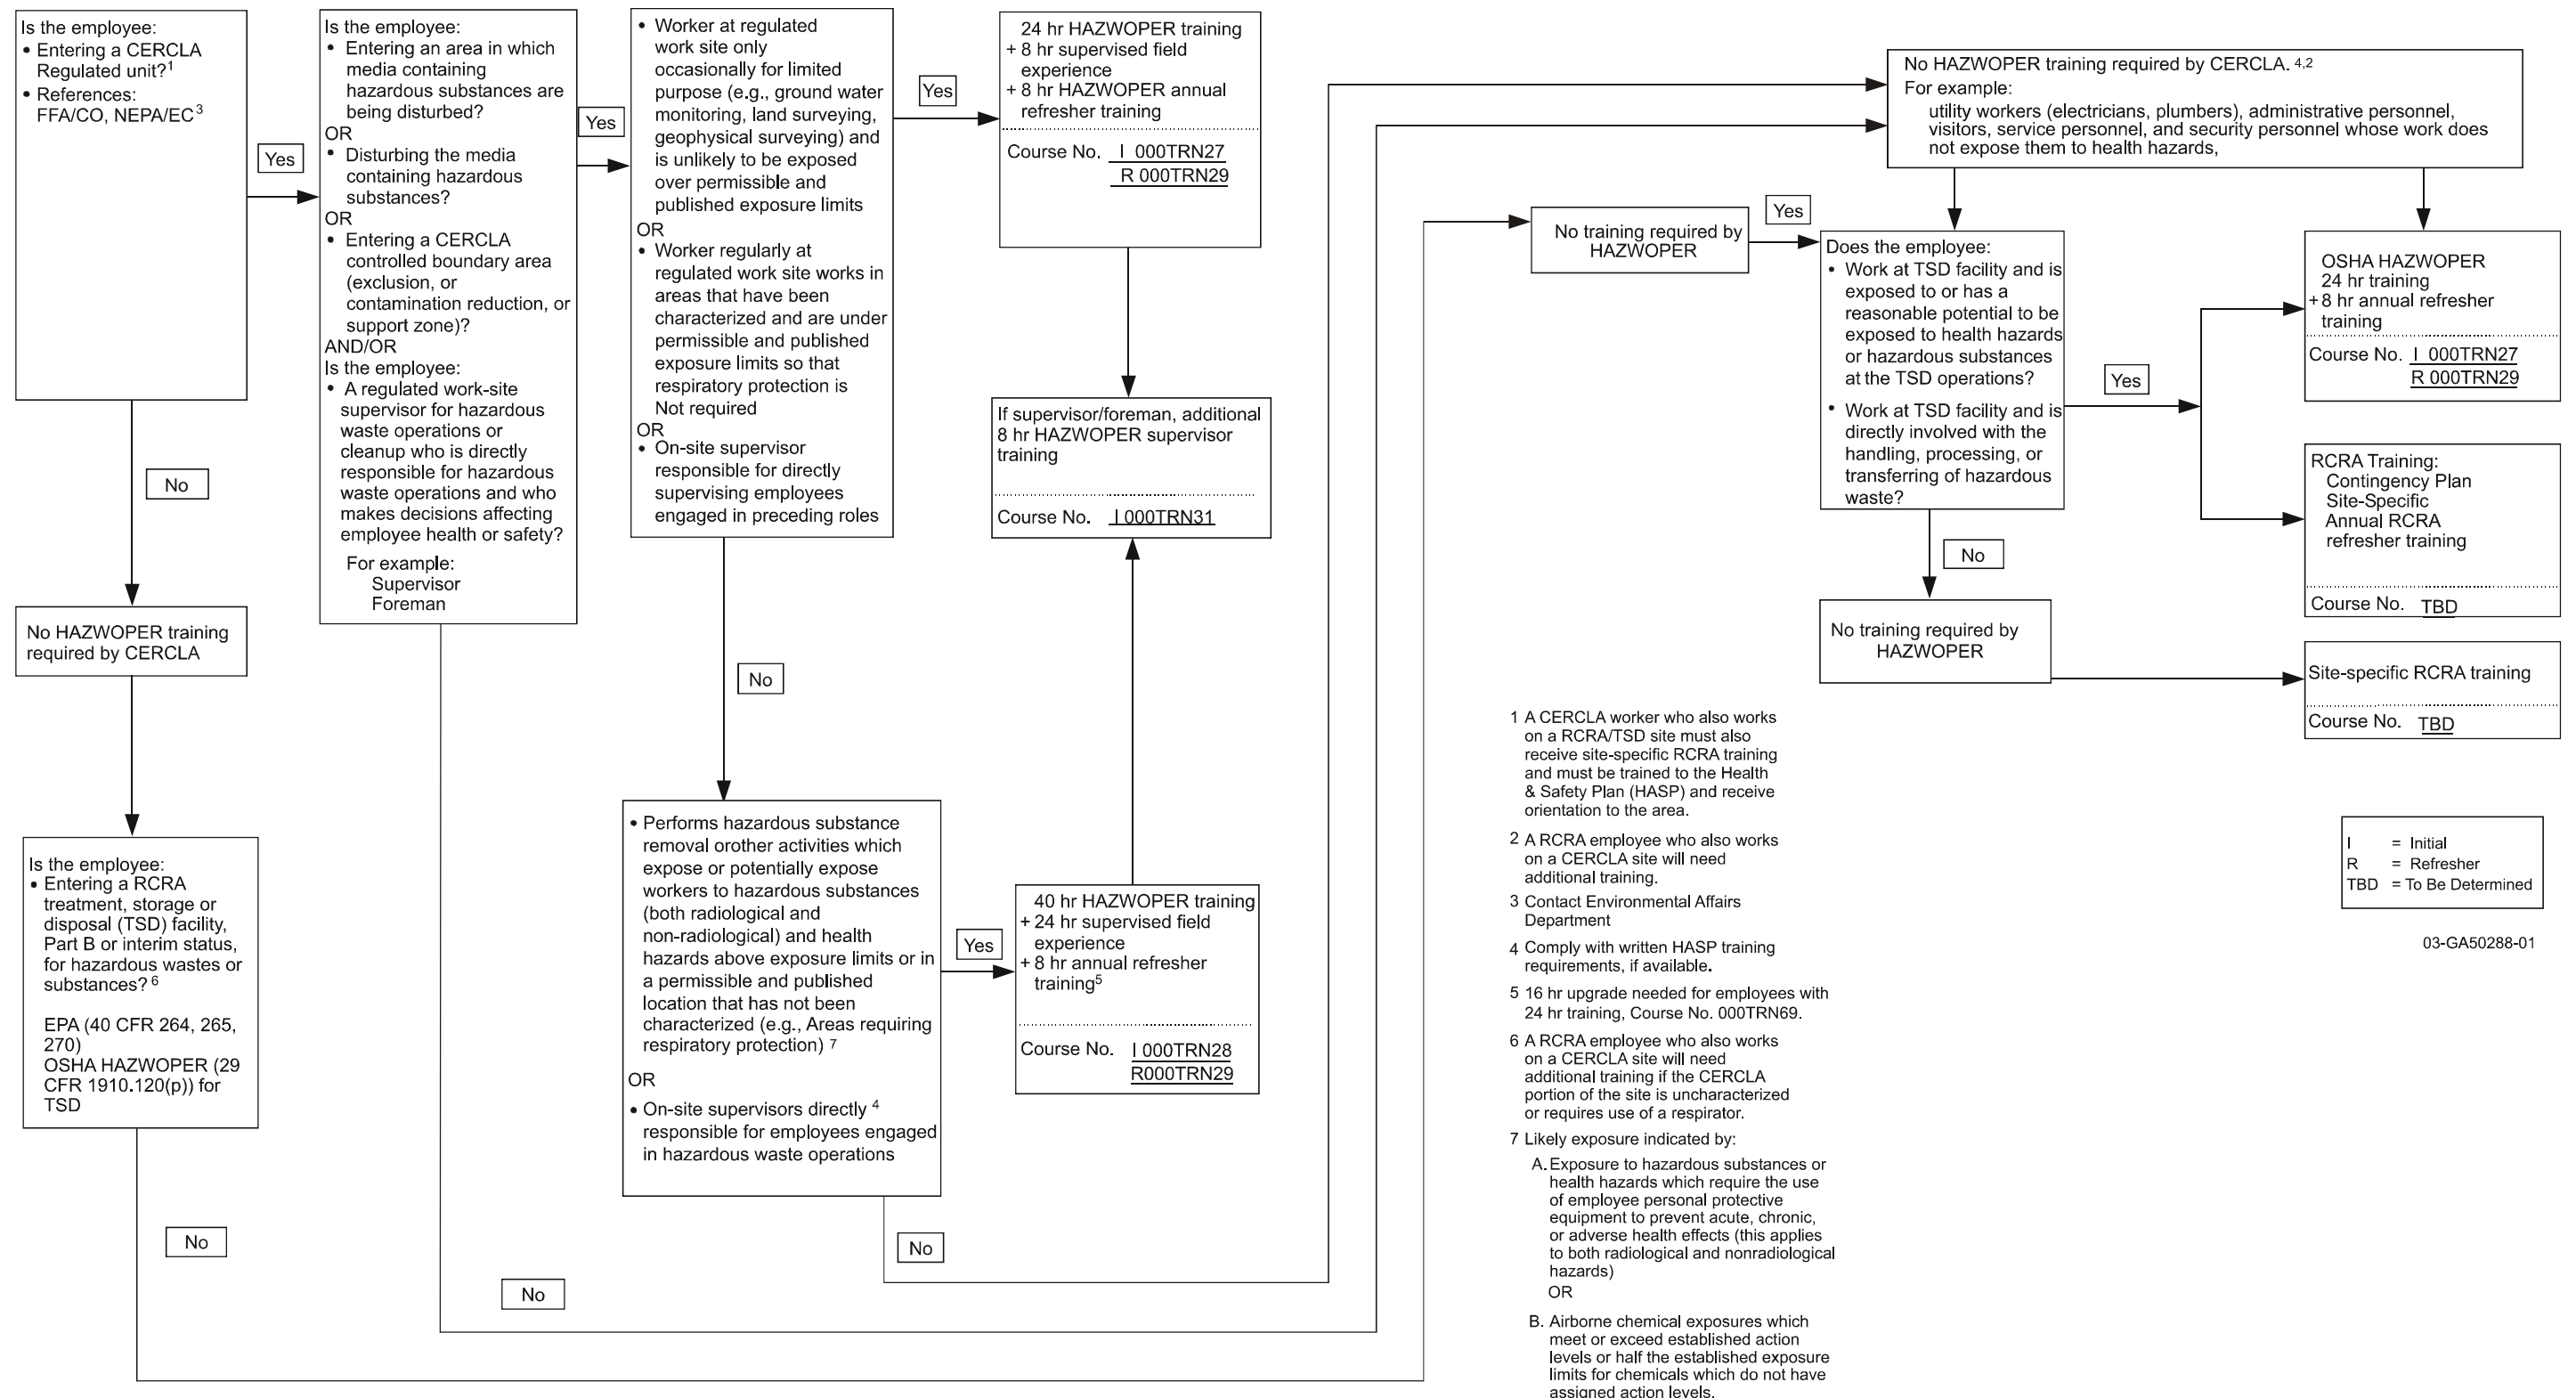 Is the employee:
• Entering a CERCLA
Regulated unit?1
• References:
FFA/CO, NEPA/EC3
Yes
No
No HAZWOPER training
required by CERCLA
Is the employee:
• Entering a RCRA
treatment, storage or
disposal (TSD) facility,
Part B or interim status,
for hazardous wastes or
substances? 6
EPA (40 CFR 264, 265,
270)
OSHA HAZWOPER (29
CFR 1910.120(p)) for
TSD
No
Is the employee:
• Entering an area in which
media containing
hazardous substances are
being disturbed?
OR
• Disturbing the media
containing hazardous
substances?
OR
• Entering a CERCLA
controlled boundary area
(exclusion, or
contamination reduction, or
support zone)?
AND/OR
Is the employee:
• A regulated work-site
supervisor for hazardous
waste operations or
cleanup who is directly
responsible for hazardous
waste operations and who
makes decisions affecting
employee health or safety?
For example:
Supervisor
Foreman
Yes
No
• Worker at regulated
work site only
occasionally for limited
purpose (e.g., ground water
monitoring, land surveying,
geophysical surveying) and
is unlikely to be exposed
over permissible and
published exposure limits
OR
• Worker regularly at
regulated work site works in
areas that have been
characterized and are under
permissible and published
exposure limits so that
respiratory protection is
Not required
OR
• On-site supervisor
responsible for directly
supervising employees
engaged in preceding roles
Yes
No
• Performs hazardous substance
removal orother activities which
expose or potentially expose
workers to hazardous substances
(both radiological and
non-radiological) and health
hazards above exposure limits or in
a permissible and published
location that has not been
characterized (e.g., Areas requiring
respiratory protection) 7
OR
• On-site supervisors directly 4
responsible for employees engaged
in hazardous waste operations
Yes
No
24 hr HAZWOPER training
+ 8 hr supervised field
experience
+ 8 hr HAZWOPER annual
refresher training
Course No. I 000TRN27
R 000TRN29
If supervisor/foreman, additional
8 hr HAZWOPER supervisor
training
Course No. I 000TRN31
40 hr HAZWOPER training
+ 24 hr supervised field
experience
+ 8 hr annual refresher
training5
Course No. I 000TRN28
R000TRN29
No HAZWOPER training required by CERCLA. 4,2
For example:
utility workers (electricians, plumbers), administrative personnel,
visitors, service personnel, and security personnel whose work does
not expose them to health hazards,
No training required by
HAZWOPER
Yes
Does the employee:
• Work at TSD facility and is
exposed to or has a
reasonable potential to be
exposed to health hazards
or hazardous substances
at the TSD operations?
• Work at TSD facility and is
directly involved with the
handling, processing, or
transferring of hazardous
waste?
Yes
No
No training required by
HAZWOPER
OSHA HAZWOPER
24 hr training
+ 8 hr annual refresher
training
Course No. I 000TRN27
R 000TRN29
RCRA Training:
Contingency Plan
Site-Specific
Annual RCRA
refresher training
Course No. TBD
Site-specific RCRA training
Course No. TBD
1 A CERCLA worker who also works
on a RCRA/TSD site must also
receive site-specific RCRA training
and must be trained to the Health
& Safety Plan (HASP) and receive
orientation to the area.
2 A RCRA employee who also works
on a CERCLA site will need
additional training.
3 Contact Environmental Affairs
Department
4 Comply with written HASP training
requirements, if available.
5 16 hr upgrade needed for employees with
24 hr training, Course No. 000TRN69.
6 A RCRA employee who also works
on a CERCLA site will need
additional training if the CERCLA
portion of the site is uncharacterized
or requires use of a respirator.
7 Likely exposure indicated by:
A. Exposure to hazardous substances or
health hazards which require the use
of employee personal protective
equipment to prevent acute, chronic,
or adverse health effects (this applies
to both radiological and nonradiological
hazards)
OR
B. Airborne chemical exposures which
meet or exceed established action
levels or half the established exposure
limits for chemicals which do not have
assigned action levels.
I = Initial
R = Refresher
TBD = To Be Determined
03-GA50288-01